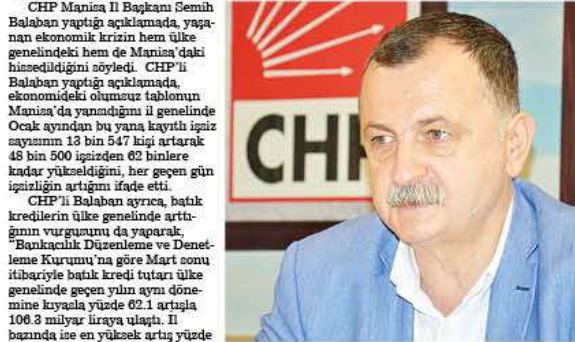 CHP Manisa İl Başkanı Semih
Balaban yaptığı açıklamada, yaşa-
nan ekonomik krizin hem ülke
genelindeki hem de Manisa'daki
hissedildiğini söyledi. CHP'li
Balaban yaptığı açıklamada,
ekonomideki olumsuz tablonun
Manisa'da yansıdığını il genelinde
Ocak ayından bu yana kayıtlı işsiz
sayısının 13 bin 547 kişi artarak
48 bin 500 işsizden 62 binlere
kadar yükseldiğini, her geçen gün
işsizliğin artığını ifade etti.
CHP'li Balaban ayrıca, batık
kredilerin ülke genelinde arttı-
ğının vurgusunu da yaparak,
"Bankacılık Düzenleme ve Denet-
leme Kurumu'na göre Mart sonu
itibariyle batık kredi tutarı ülke
genelinde geçen yılın aynı döne-
mine kıyasla yüzde 62.1 artışla
106.3 milyar liraya ulaştı. İl
bazında ise en yüksek artış yüzde
CH